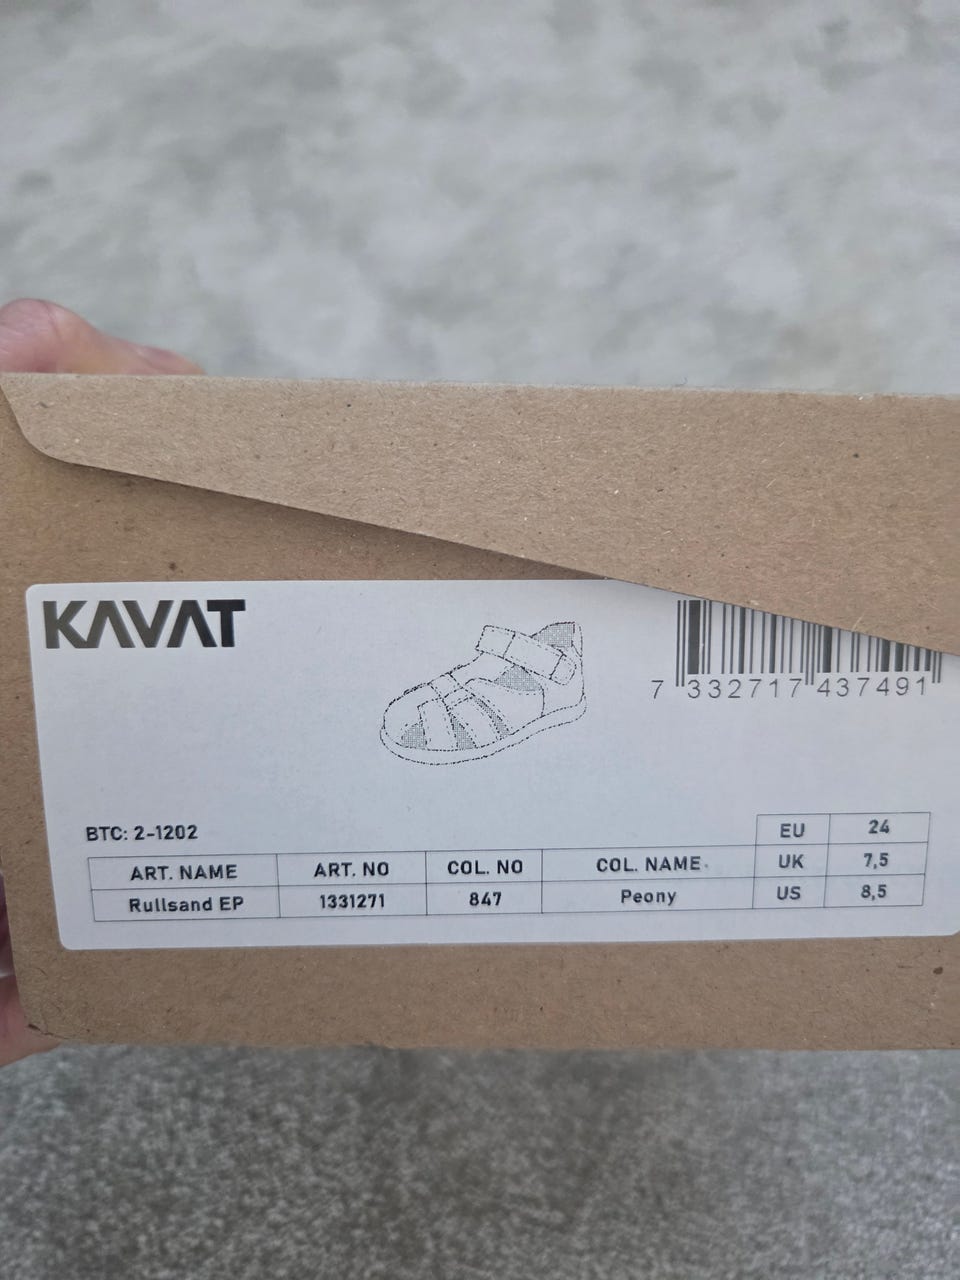 KAVAT
7 332717 437491
BTC: 2-1202
EU 24
ART. NAME ART. NO COL. NO COL. NAME UK 7,5
Rullsand EP 1331271 847 Peony US 8,5